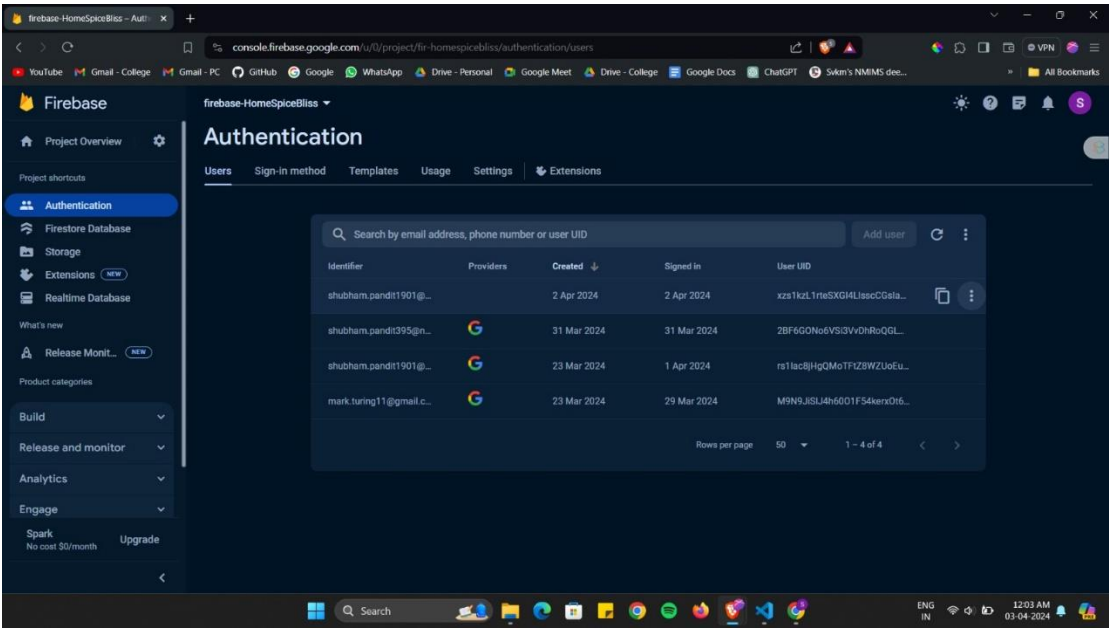 firebase-HomeSpiceBliss – Auth
console.firebase.google.com/u/0/project/fir-homespicebliss/authentication/users
VPN
YouTube Gmail - College Gmail - PC GitHub Google WhatsApp Drive - Personal Google Meet Drive - College Google Docs ChatGPT Svkm's NMIMS dee... » All Bookmarks
Firebase
firebase-HomeSpiceBliss
S
Project Overview
Authentication
Users Sign-in method Templates Usage Settings Extensions
Project shortcuts
Authentication
Firestore Database
Storage
Extensions NEW
Realtime Database
What's new
Release Monit... NEW
Product categories
Build
Release and monitor
Analytics
Engage
Spark
No cost $0/month
Upgrade
Search by email address, phone number or user UID
Add user
Identifier Providers Created Signed in User UID
shubham.pandit1901@... 2 Apr 2024 2 Apr 2024
shubham.pandit395@n... 31 Mar 2024 31 Mar 2024
shubham.pandit1901@... 23 Mar 2024 1 Apr 2024
mark.turing11@gmail.c... 23 Mar 2024 29 Mar 2024
Rows per page 50 1 – 4 of 4
Search
ENG
IN
12:03 AM
03-04-2024